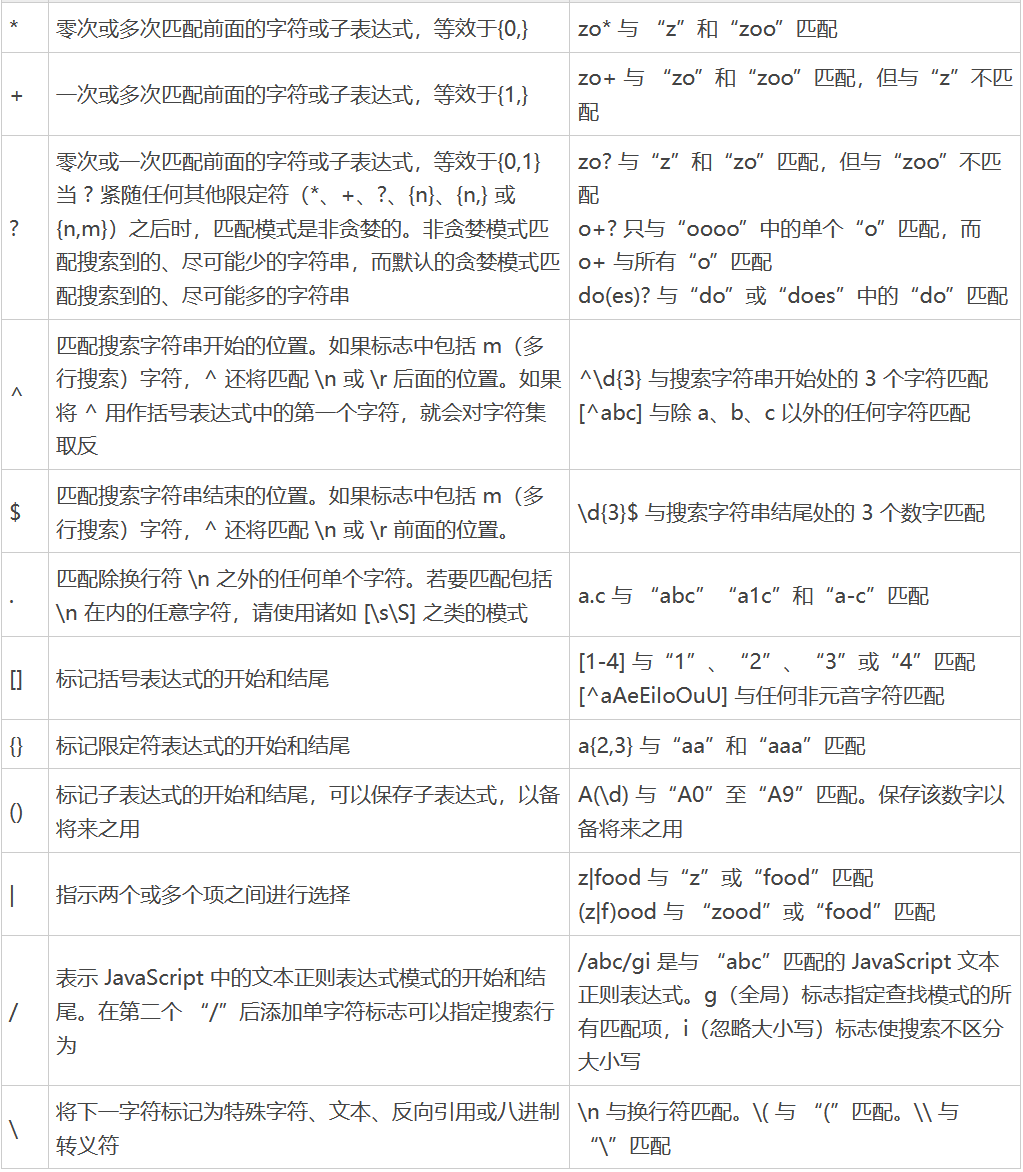 *
零次或多次匹配前面的字符或子表达式，等效于{0,}
zo* 与 “z”和“zoo”匹配
+
一次或多次匹配前面的字符或子表达式，等效于{1,}
zo+ 与 “zo”和“zoo”匹配，但与“z”不匹
配
?
零次或一次匹配前面的字符或子表达式，等效于{0,1}
当？紧随任何其他限定符（*、+、?、{n}、{n,} 或
{n,m}）之后时，匹配模式是非贪婪的。非贪婪模式匹
配搜索到的、尽可能少的字符串，而默认的贪婪模式匹
配搜索到的、尽可能多的字符串
zo? 与“z”和“zo”匹配，但与“zoo”不匹
配
o+? 只与“oooo”中的单个“o”匹配，而
o+ 与所有“o”匹配
do(es)? 与“do”或“does”中的“do”匹配
^
匹配搜索字符串开始的位置。如果标志中包括 m（多
行搜索）字符，^ 还将匹配 \n 或 \r 后面的位置。如果
将 ^ 用作括号表达式中的第一个字符，就会对字符集
取反
^\d{3} 与搜索字符串开始处的 3 个字符匹配
[^abc] 与除 a、b、c 以外的任何字符匹配
$
匹配搜索字符串结束的位置。如果标志中包括 m（多
行搜索）字符，^ 还将匹配 \n 或 \r 前面的位置。
\d{3}$ 与搜索字符串结尾处的 3 个数字匹配
.
匹配除换行符 \n 之外的任何单个字符。若要匹配包括
\n 在内的任意字符，请使用诸如 [\s\S] 之类的模式
a.c 与 “abc”“a1c”和“a-c”匹配
[]
标记括号表达式的开始和结尾
[1-4] 与“1”、“2”、“3”或“4”匹配
[^aAeEiIoOuU] 与任何非元音字符匹配
{}
标记限定符表达式的开始和结尾
a{2,3} 与“aa”和“aaa”匹配
()
标记子表达式的开始和结尾，可以保存子表达式，以备
将来之用
A(\d) 与“A0”至“A9”匹配。保存该数字以
备将来之用
|
指示两个或多个项之间进行选择
z|food 与“z”或“food”匹配
(z|f)ood 与 “zood”或“food”匹配
/
表示 JavaScript 中的文本正则表达式模式的开始和结
尾。在第二个 “/”后添加单字符标志可以指定搜索行
为
/abc/gi 是与 “abc”匹配的 JavaScript 文本
正则表达式。g（全局）标志指定查找模式的所
有匹配项，i（忽略大小写）标志使搜索不区分
大小写
\
将下一字符标记为特殊字符、文本、反向引用或八进制
转义符
\n 与换行符匹配。\( 与 “(”匹配。\\ 与
“\”匹配